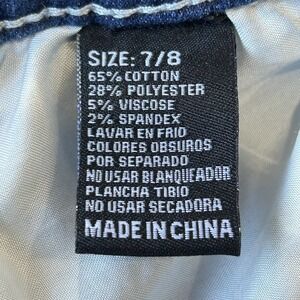 SIZE: 7/8
65% COTTON
28% POLYESTER
5% VISCOSE
2% SPANDEX
LAVAR EN FRIO
COLORES OBSUROS
POR SEPARADO
NO USAR BLANQUEADOR
PLANCHA TIBIO
NO USAR SECADORA
MADE IN CHINA